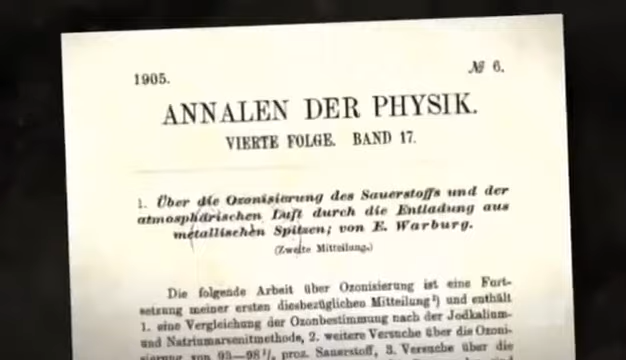 1905.
№ 6.
ANNALEN DER PHYSIK.
VIERTE FOLGE. BAND 17.
1. Über die Ozonisierung des Sauerstoffs und der
atmosphärischen Luft durch die Entladung aus
metallischen Spitzen; von E. Warburg.
(Zweite Mitteilung.)
Die folgende Arbeit über Ozonisierung ist eine Fort-
setzung meiner ersten diesbezüglichen Mitteilung¹) und enthält
1. eine Vergleichung der Ozonbestimmung nach der Jodkalium-
und Natriumarsenitmethode, 2. weitere Versuche über die Ozoni-
sierung von 93—98½ proz. Sauerstoff, 3. Versuche über die